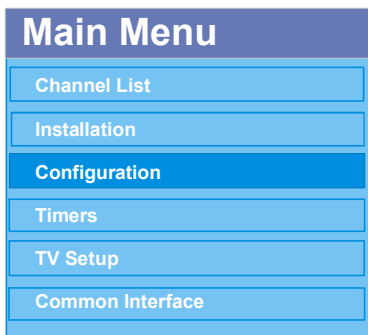 Main Menu
Channel List
Installation
Configuration
Timers
TV Setup
Common Interface